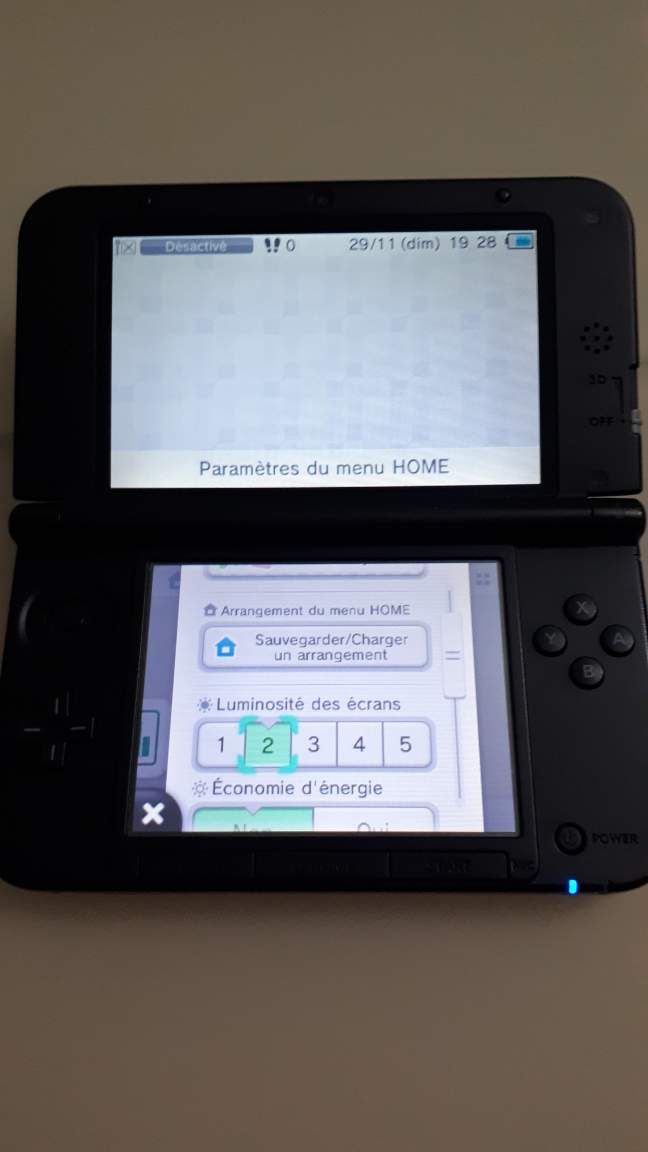 Désactivé 0 29/11 (dim) 19 28
3D
OFF
Paramètres du menu HOME
Arrangement du menu HOME
Sauvegarder/Charger
un arrangement
Luminosité des écrans
1 2 3 4 5
Économie d'énergie
Non Oui
X
Y A
B
POWER